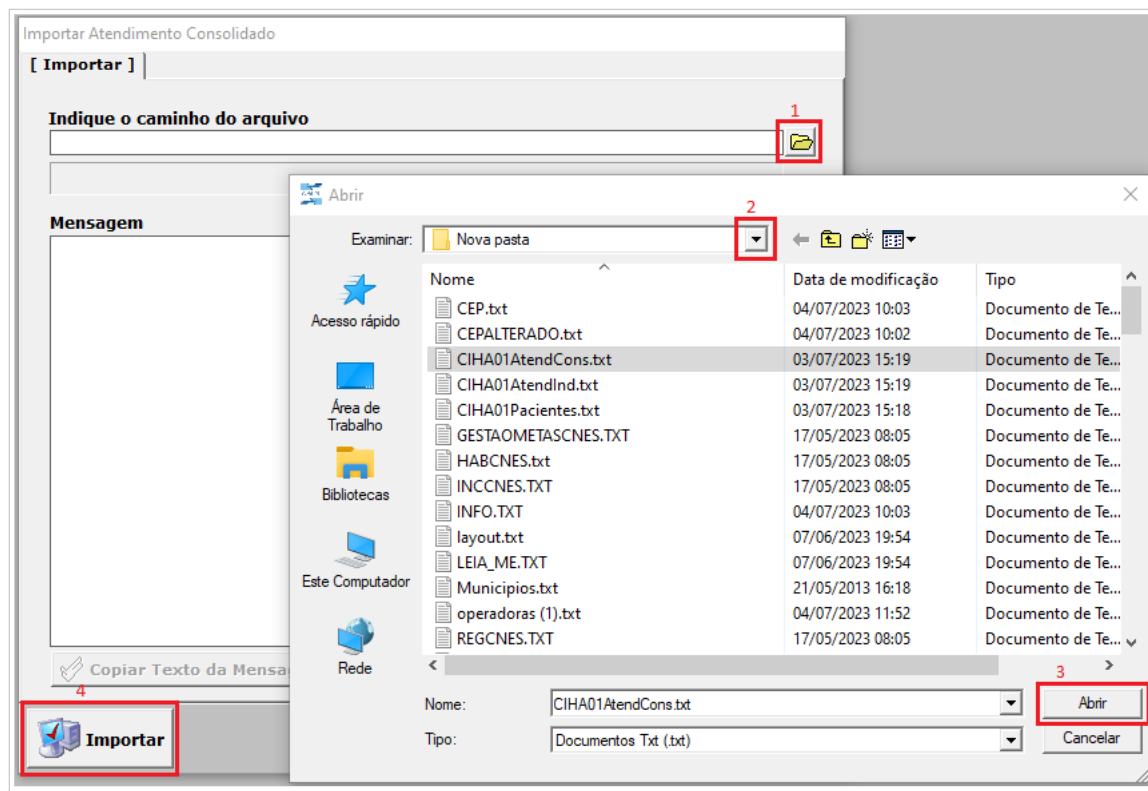 Importar Atendimento Consolidado
[ Importar ]
Indique o caminho do arquivo
1
Mensagem
Abrir
2
Examinar:
Nova pasta
Nome
Data de modificação
Tipo
CEP.txt 04/07/2023 10:03 Documento de Te...
CEPALTERADO.txt 04/07/2023 10:02 Documento de Te...
CIHA01AtendCons.txt 03/07/2023 15:19 Documento de Te...
CIHA01AtendInd.txt 03/07/2023 15:19 Documento de Te...
CIHA01Pacientes.txt 03/07/2023 15:18 Documento de Te...
GESTAOMETASCNES.TXT 17/05/2023 08:05 Documento de Te...
HABCNES.txt 17/05/2023 08:05 Documento de Te...
INCCNES.TXT 17/05/2023 08:05 Documento de Te...
INFO.TXT 04/07/2023 10:03 Documento de Te...
layout.txt 07/06/2023 19:54 Documento de Te...
LEIA_ME.TXT 07/06/2023 19:54 Documento de Te...
Municipios.txt 21/05/2013 16:18 Documento de Te...
operadoras (1).txt 04/07/2023 11:52 Documento de Te...
REGCNES.TXT 17/05/2023 08:05 Documento de Te...
Acesso rápido
Área de
Trabalho
Bibliotecas
Este Computador
Rede
Nome:
CIHA01AtendCons.txt
3
Abrir
Tipo:
Documentos Txt (.txt)
Cancelar
Copiar Texto da Mensa
4
Importar